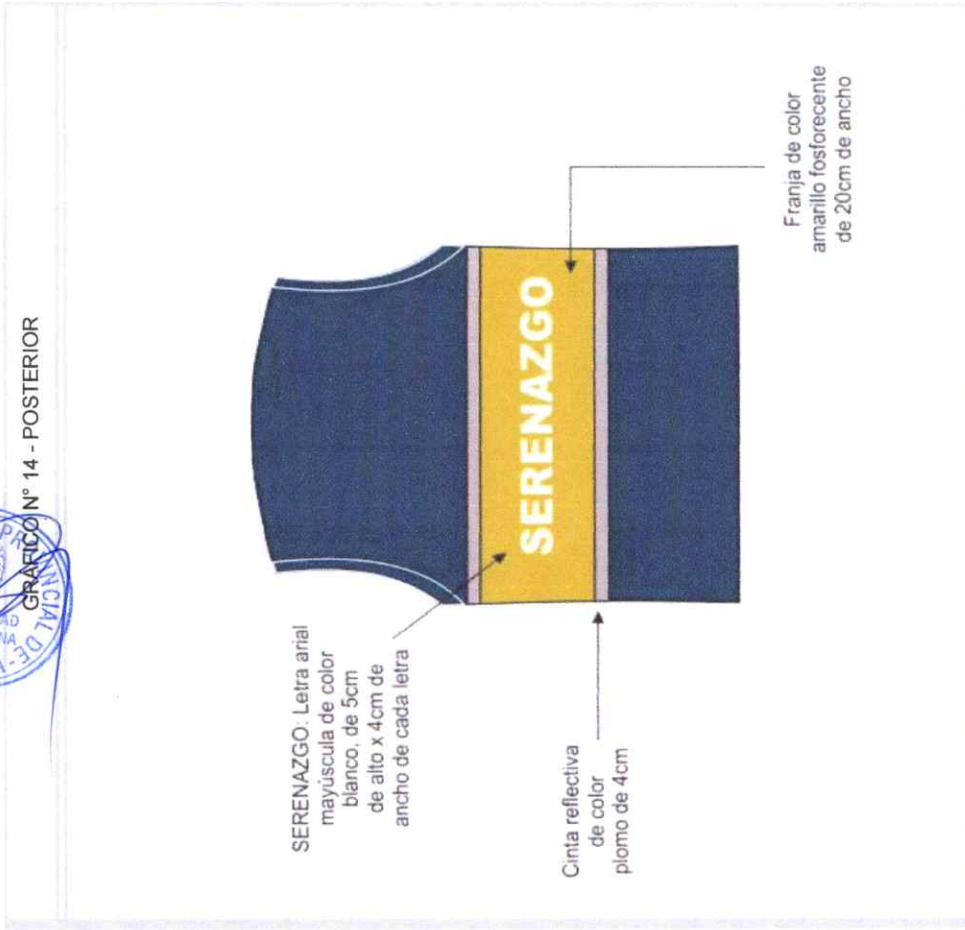 GRAFICO N° 14 - POSTERIOR
SERENAZGO: Letra arial
mayúscula de color
blanco, de 5cm
de alto x 4cm de
ancho de cada letra
SERENAZGO
Cinta reflectiva
de color
plomo de 4cm
Franja de color
amarillo fosforecente
de 20cm de ancho